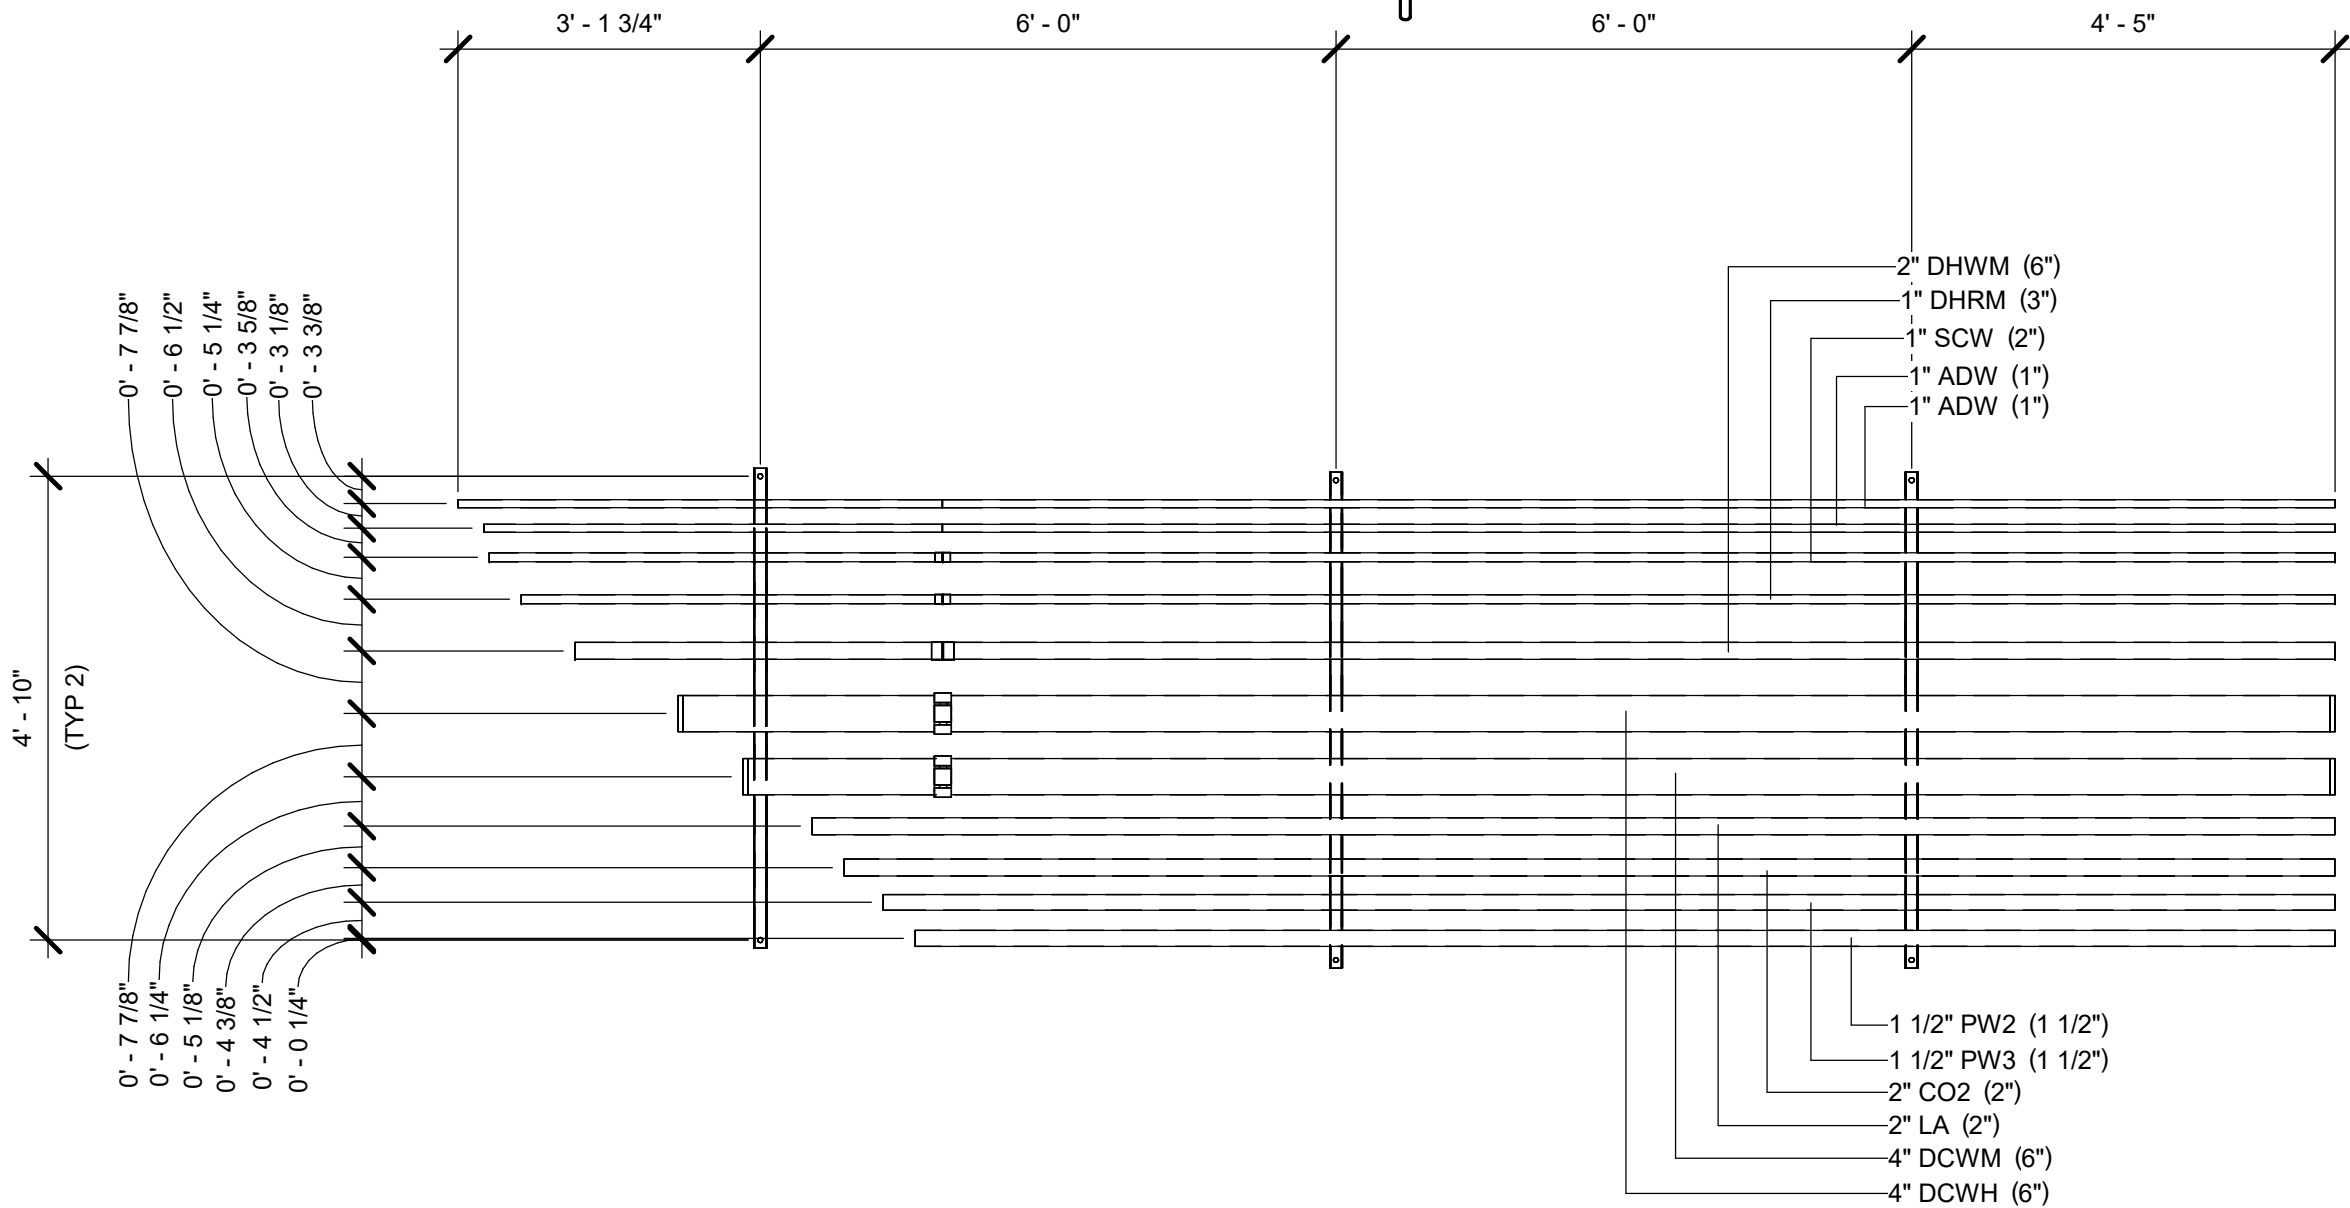 3' - 1 3/4"
6' - 0"
6' - 0"
4' - 5"
2" DHWM (6")
1" DHRM (3")
1" SCW (2")
1" ADW (1")
1" ADW (1")
0' - 7 7/8"
0' - 6 1/2"
0' - 5 1/4"
0' - 3 5/8"
0' - 3 1/8"
0' - 3 3/8"
4' - 10"
(TYP 2)
0' - 7 7/8"
0' - 6 1/4"
0' - 5 1/8"
0' - 4 3/8"
0' - 4 1/2"
0' - 0 1/4"
1 1/2" PW2 (1 1/2")
1 1/2" PW3 (1 1/2")
2" CO2 (2")
2" LA (2")
4" DCWM (6")
4" DCWH (6")